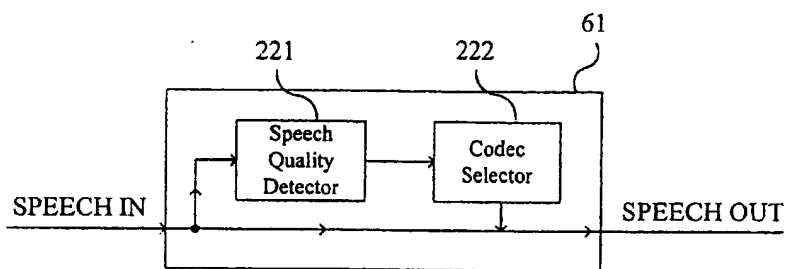 61
221
222
Speech
Quality
Detector
Codec
Selector
SPEECH IN
SPEECH OUT